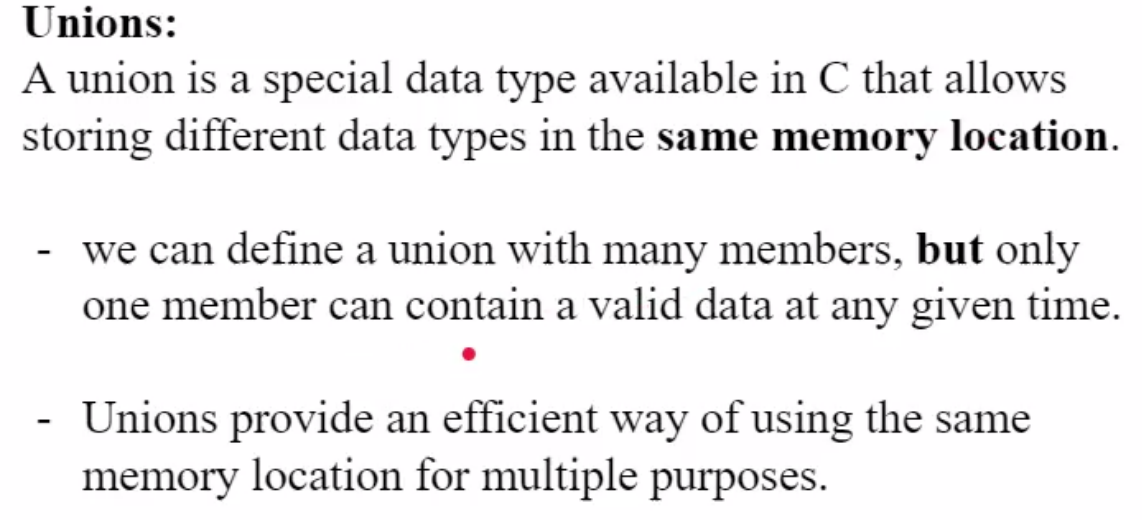 Unions:
A union is a special data type available in C that allows
storing different data types in the same memory location.
- we can define a union with many members, but only
one member can contain a valid data at any given time.
- Unions provide an efficient way of using the same
memory location for multiple purposes.